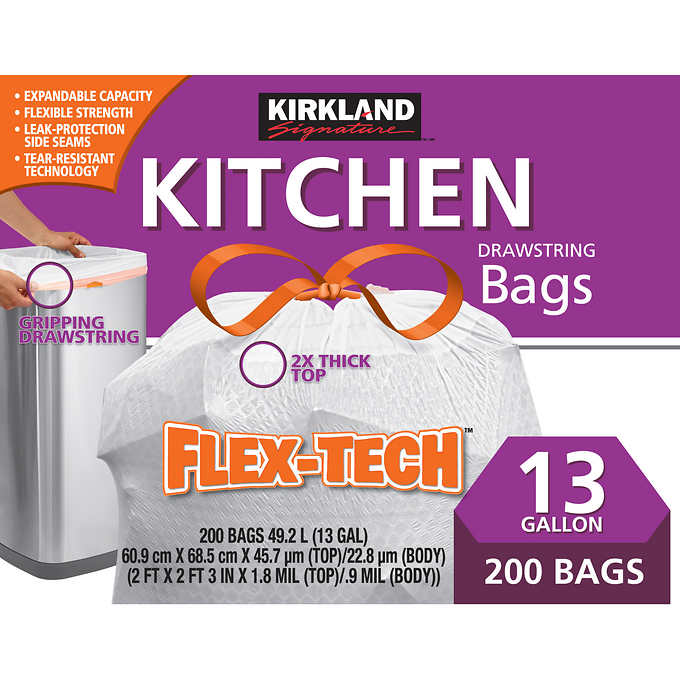 • EXPANDABLE CAPACITY
• FLEXIBLE STRENGTH
• LEAK-PROTECTION
SIDE SEAMS
• TEAR-RESISTANT
TECHNOLOGY
KIRKLAND
Signature
KITCHEN
DRAWSTRING
Bags
GRIPPING
DRAWSTRING
2X THICK
TOP
FLEX-TECH™
200 BAGS 49.2 L (13 GAL)
60.9 cm X 68.5 cm X 45.7 µm (TOP)/22.8 µm (BODY)
(2 FT X 2 FT 3 IN X 1.8 MIL (TOP)/.9 MIL (BODY))
13
GALLON
200 BAGS